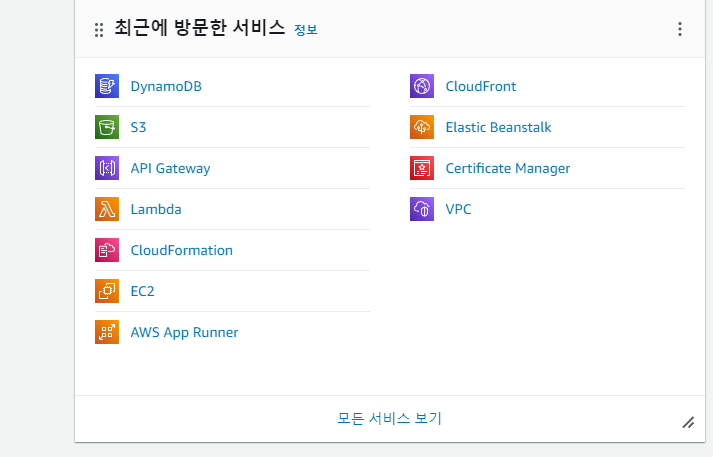 최근에 방문한 서비스 정보
DynamoDB
S3
API Gateway
Lambda
CloudFormation
EC2
AWS App Runner
CloudFront
Elastic Beanstalk
Certificate Manager
VPC
모든 서비스 보기